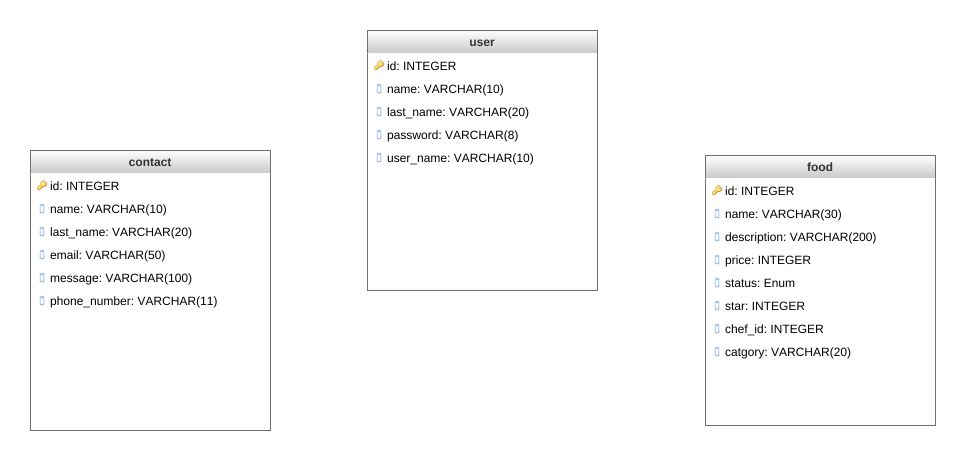 user
id: INTEGER
name: VARCHAR(10)
last_name: VARCHAR(20)
password: VARCHAR(8)
user_name: VARCHAR(10)
contact
id: INTEGER
name: VARCHAR(10)
last_name: VARCHAR(20)
email: VARCHAR(50)
message: VARCHAR(100)
phone_number: VARCHAR(11)
food
id: INTEGER
name: VARCHAR(30)
description: VARCHAR(200)
price: INTEGER
status: Enum
star: INTEGER
chef_id: INTEGER
catgory: VARCHAR(20)